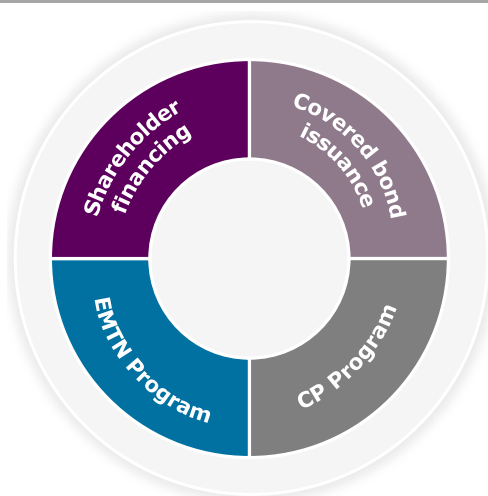 Shareholder
financing
Covered bond
issuance
EMTN Program
CP Program